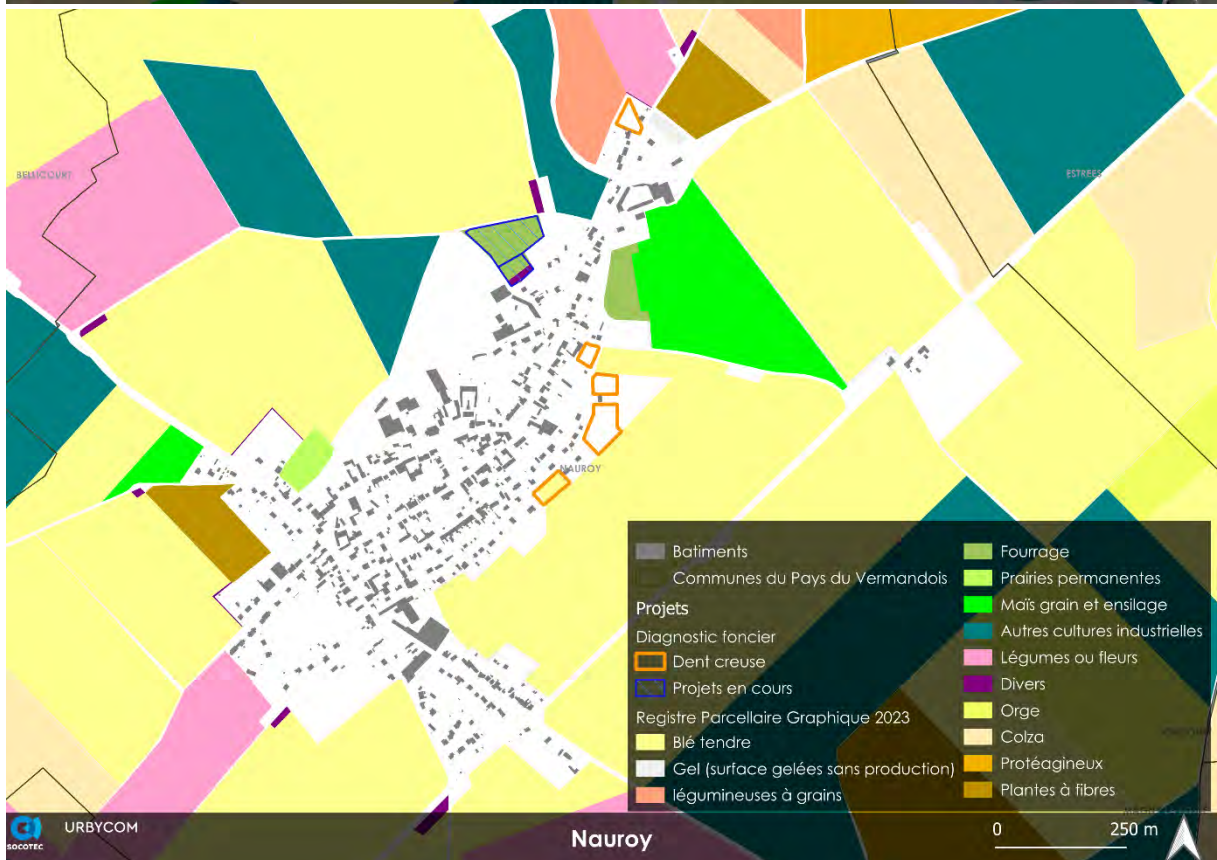 BELLICOURT
ESTREES
NAUROY
Batiments
Communes du Pays du Vermandois
Projets
Diagnostic foncier
Dent creuse
Projets en cours
Registre Parcellaire Graphique 2023
Blé tendre
Gel (surface gelées sans production)
légumineuses à grains
Fourrage
Prairies permanentes
Maïs grain et ensilage
Autres cultures industrielles
Légumes ou fleurs
Divers
Orge
Colza
Protéagineux
Plantes à fibres
SOCOTEC
URBYCOM
Nauroy
0 250 m